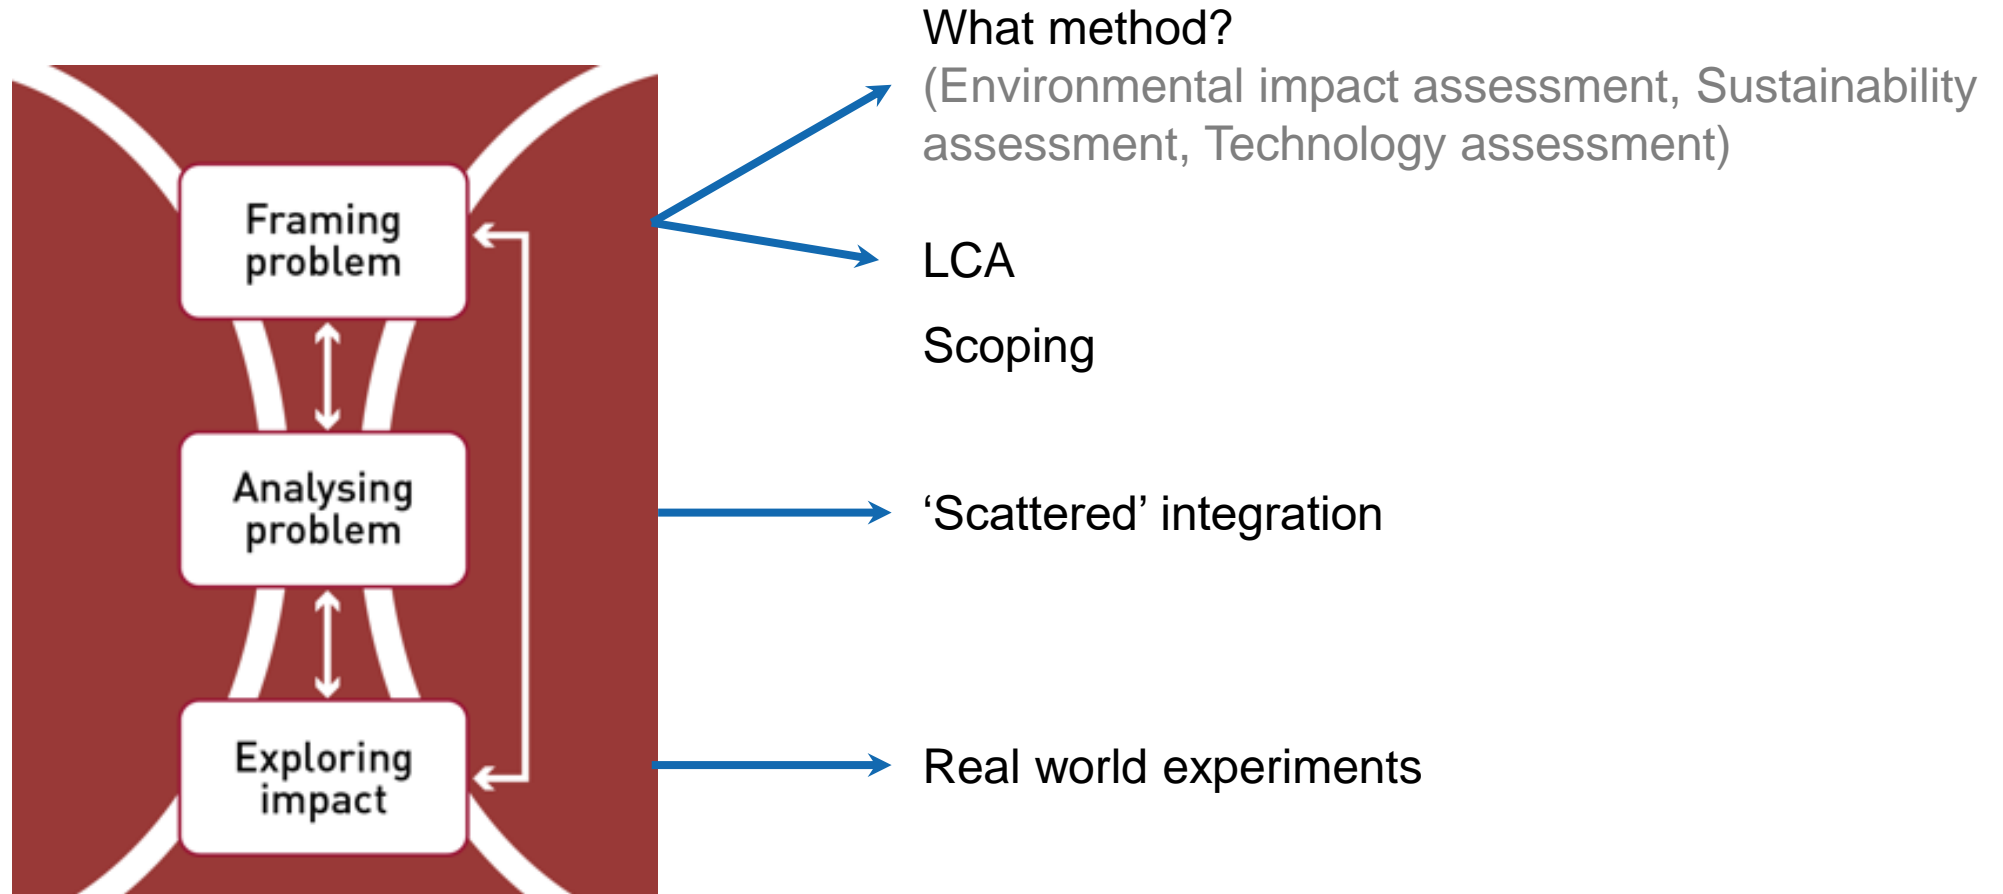 What method?
(Environmental impact assessment, Sustainability
assessment, Technology assessment)
Framing
problem
LCA
Scoping
Analysing
problem
‘Scattered’ integration
Exploring
impact
Real world experiments